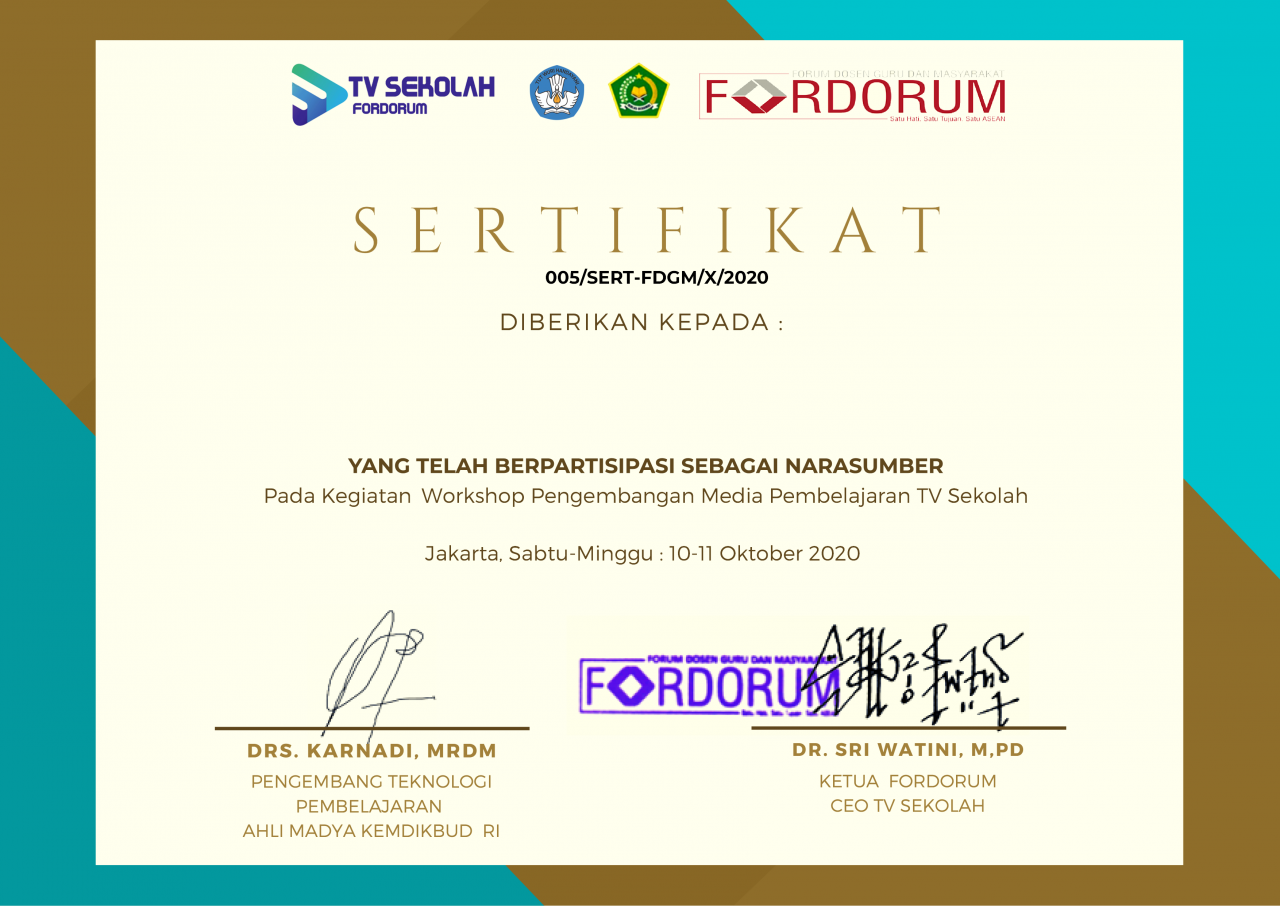 TV SEKOLAH
FORDORUM
TUT WURI HANDAYANI
FORUM DOSEN GURU DAN MASYARAKAT
FORDORUM
Satu Hati, Satu Tujuan, Satu ASEAN
SERTIFIKAT
005/SERT-FDGM/X/2020
DIBERIKAN KEPADA :
YANG TELAH BERPARTISIPASI SEBAGAI NARASUMBER
Pada Kegiatan Workshop Pengembangan Media Pembelajaran TV Sekolah
Jakarta, Sabtu-Minggu : 10-11 Oktober 2020
FORUM DOSEN GURU DAN MASYARAKAT
FORDORUM
DRS. KARNADI, MRDM
PENGEMBANG TEKNOLOGI
PEMBELAJARAN
AHLI MADYA KEMDIKBUD RI
DR. SRI WATINI, M,PD
KETUA FORDORUM
CEO TV SEKOLAH